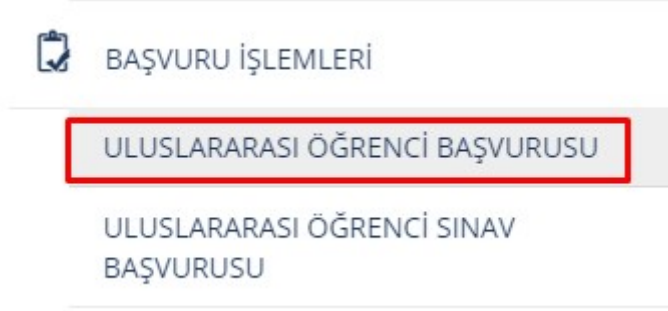 BAŞVURU İŞLEMLERİ
ULUSLARARASI ÖĞRENCİ BAŞVURUSU
ULUSLARARASI ÖĞRENCİ SINAV
BAŞVURUSU